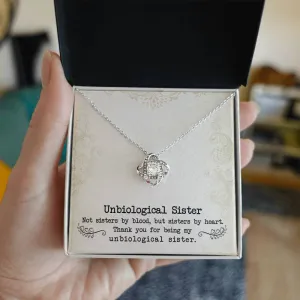 Unbiological Sister
Not sisters by blood, but sisters by heart.
Thank you for being my
unbiological sister.